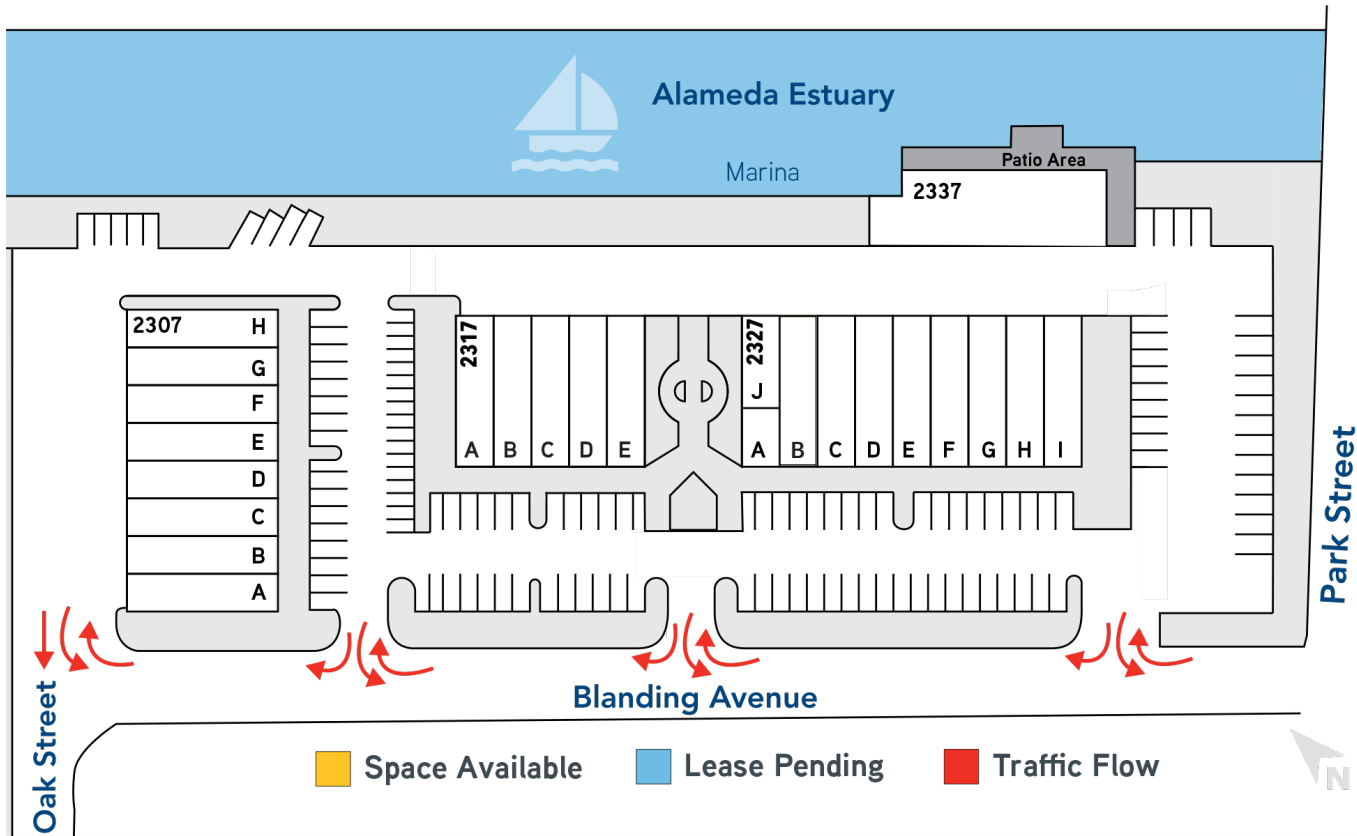 Alameda Estuary
Marina
Patio Area
2337
2307
H
G
F
E
D
C
B
A
2317
A B C D E
2327
J
A B C D E F G H I
Park Street
Blanding Avenue
Oak Street
Space Available
Lease Pending
Traffic Flow
N